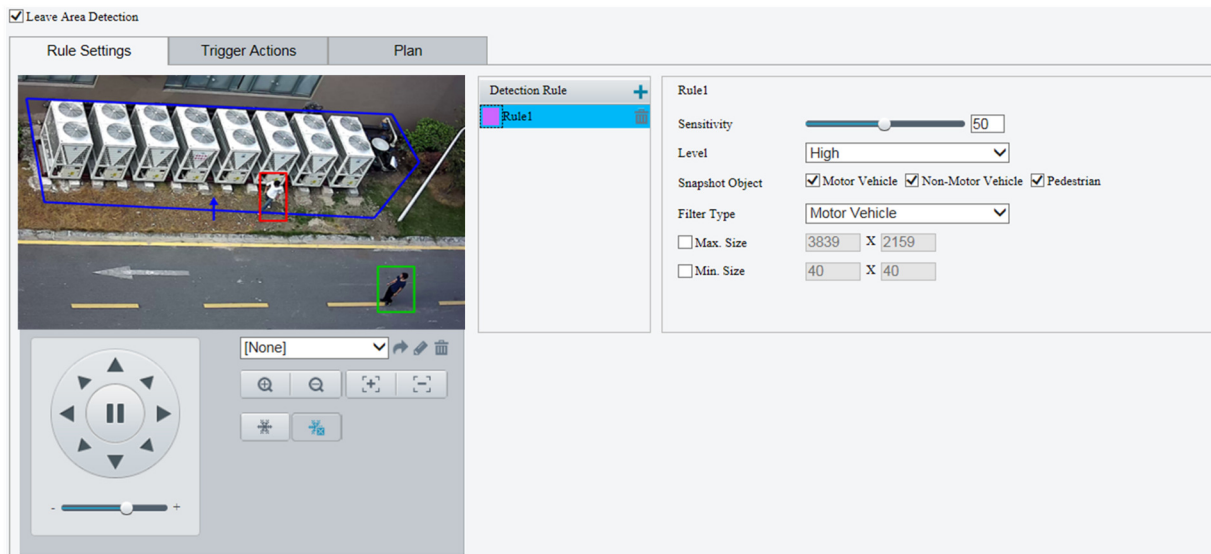 Leave Area Detection
Rule Settings Trigger Actions Plan
Detection Rule
Rule1
Rule1
Sensitivity 50
Level High
Snapshot Object Motor Vehicle Non-Motor Vehicle Pedestrian
Filter Type Motor Vehicle
Max. Size 3839 X 2159
Min. Size 40 X 40
[None]
- +